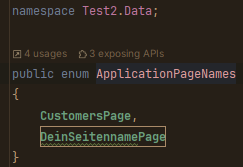 namespace Test2.Data;
4 usages 3 exposing APIs
public enum ApplicationPageNames
{
CustomersPage,
DeinSeitennamePage
}